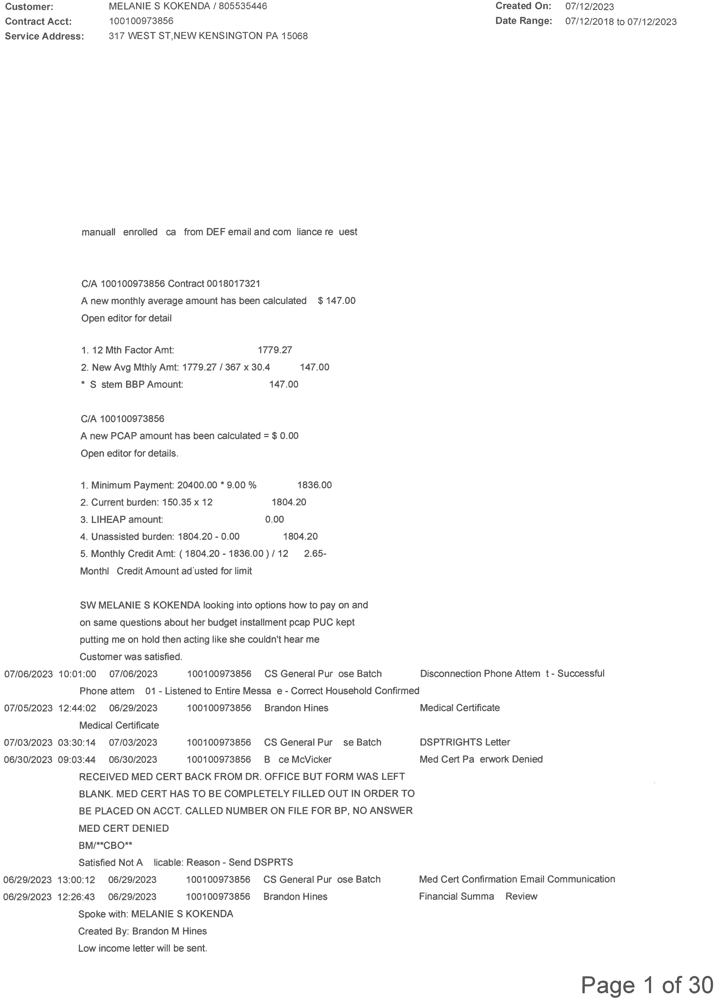 Customer: MELANIE S KOKENDA / 805535446 Created On: 07/12/2023
Contract Acct: 100100973856 Date Range: 07/12/2018 to 07/12/2023
Service Address: 317 WEST ST,NEW KENSINGTON PA 15068
manuall enrolled ca from DEF email and com liance re uest
C/A 100100973856 Contract 0018017321
A new monthly average amount has been calculated $ 147.00
Open editor for detail
1. 12 Mth Factor Amt: 1779.27
2. New Avg Mthly Amt: 1779.27 / 367 x 30.4 147.00
* S stem BBP Amount: 147.00
C/A 100100973856
A new PCAP amount has been calculated = $ 0.00
Open editor for details.
1. Minimum Payment: 20400.00 * 9.00 % 1836.00
2. Current burden: 150.35 x 12 1804.20
3. LIHEAP amount: 0.00
4. Unassisted burden: 1804.20 - 0.00 1804.20
5. Monthly Credit Amt: ( 1804.20 - 1836.00 ) / 12 2.65-
Monthl Credit Amount ad usted for limit
SW MELANIE S KOKENDA looking into options how to pay on and
on same questions about her budget installment pcap PUC kept
putting me on hold then acting like she couldn't hear me
Customer was satisfied.
07/06/2023 10:01:00 07/06/2023 100100973856 CS General Pur ose Batch Disconnection Phone Attem t - Successful
Phone attem 01 - Listened to Entire Messa e - Correct Household Confirmed
07/05/2023 12:44:02 06/29/2023 100100973856 Brandon Hines Medical Certificate
Medical Certificate
07/03/2023 03:30:14 07/03/2023 100100973856 CS General Pur se Batch DSPTRIGHTS Letter
06/30/2023 09:03:44 06/30/2023 100100973856 B ce McVicker Med Cert Pa erwork Denied
RECEIVED MED CERT BACK FROM DR. OFFICE BUT FORM WAS LEFT
BLANK. MED CERT HAS TO BE COMPLETELY FILLED OUT IN ORDER TO
BE PLACED ON ACCT. CALLED NUMBER ON FILE FOR BP, NO ANSWER
MED CERT DENIED
BM/**CBO**
Satisfied Not A licable: Reason - Send DSPRTS
06/29/2023 13:00:12 06/29/2023 100100973856 CS General Pur ose Batch Med Cert Confirmation Email Communication
06/29/2023 12:26:43 06/29/2023 100100973856 Brandon Hines Financial Summa Review
Spoke with: MELANIE S KOKENDA
Created By: Brandon M Hines
Low income letter will be sent.
Page 1 of 30